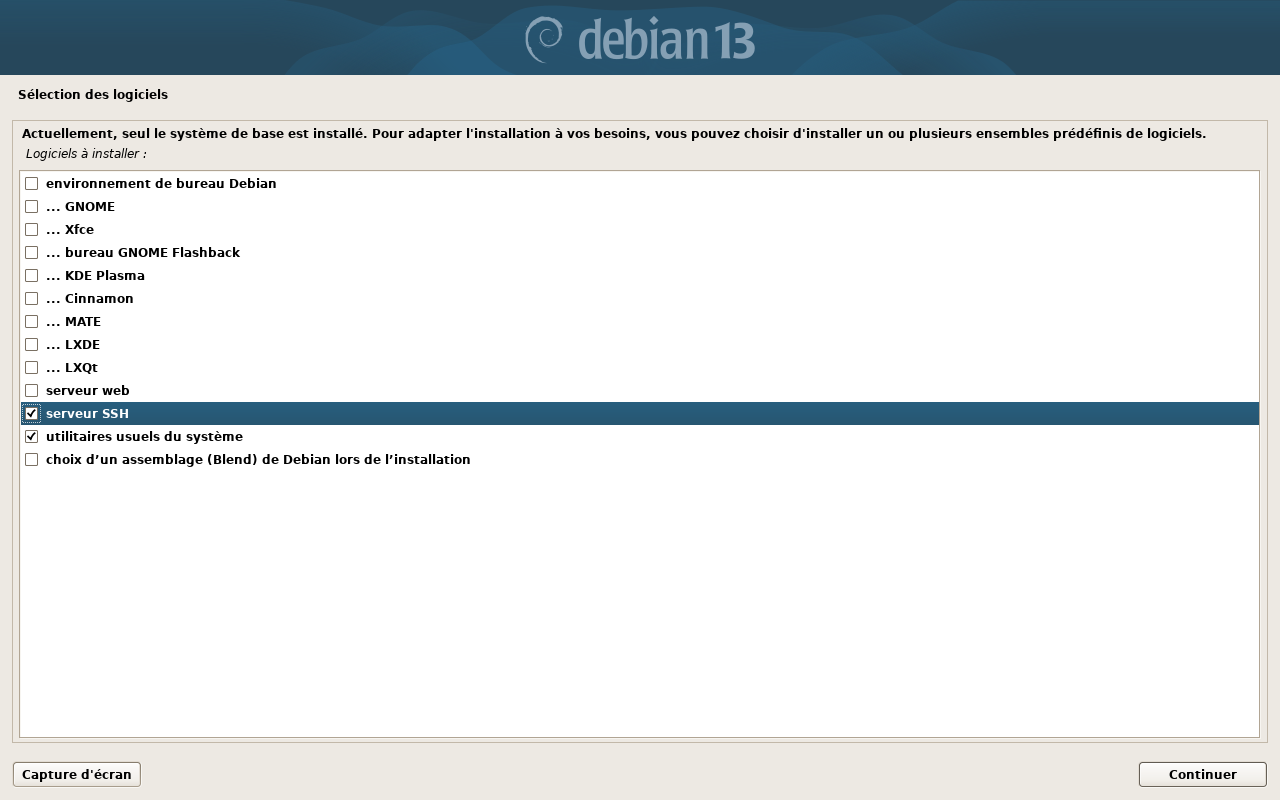 debian 13
Sélection des logiciels
Actuellement, seul le système de base est installé. Pour adapter l'installation à vos besoins, vous pouvez choisir d'installer un ou plusieurs ensembles prédéfinis de logiciels.
Logiciels à installer :
environnement de bureau Debian
... GNOME
... Xfce
... bureau GNOME Flashback
... KDE Plasma
... Cinnamon
... MATE
... LXDE
... LXQt
serveur web
serveur SSH
utilitaires usuels du système
choix d’un assemblage (Blend) de Debian lors de l’installation
Capture d'écran
Continuer